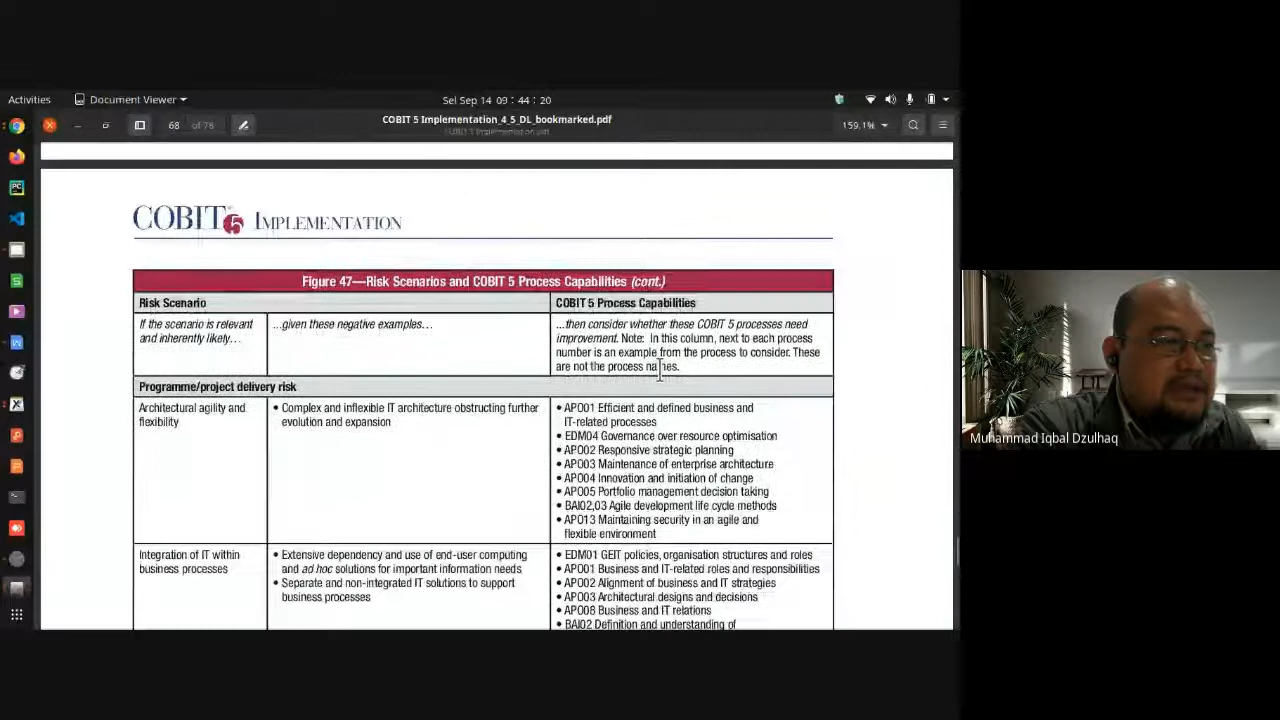 Activities
Document Viewer
Sel Sep 14 09:44:20
68 of 78
COBIT 5 Implementation_4_5_DL_bookmarked.pdf
COBIT 5 Implementation.pdf
159.1%
COBIT 5 IMPLEMENTATION
Figure 47—Risk Scenarios and COBIT 5 Process Capabilities (cont.)
Risk Scenario
COBIT 5 Process Capabilities
If the scenario is relevant
and inherently likely…
…given these negative examples…
…then consider whether these COBIT 5 processes need
improvement. Note: In this column, next to each process
number is an example from the process to consider. These
are not the process names.
Programme/project delivery risk
Architectural agility and
flexibility
• Complex and inflexible IT architecture obstructing further
evolution and expansion
• APO01 Efficient and defined business and
IT-related processes
• EDM04 Governance over resource optimisation
• APO02 Responsive strategic planning
• APO03 Maintenance of enterprise architecture
• APO04 Innovation and initiation of change
• APO05 Portfolio management decision taking
• BAI02,03 Agile development life cycle methods
• APO13 Maintaining security in an agile and
flexible environment
Integration of IT within
business processes
• Extensive dependency and use of end-user computing
and ad hoc solutions for important information needs
• Separate and non-integrated IT solutions to support
business processes
• EDM01 GEIT policies, organisation structures and roles
• APO01 Business and IT-related roles and responsibilities
• APO02 Alignment of business and IT strategies
• APO03 Architectural designs and decisions
• APO08 Business and IT relations
• BAI02 Definition and understanding of
Muhammad Iqbal Dzulhaq